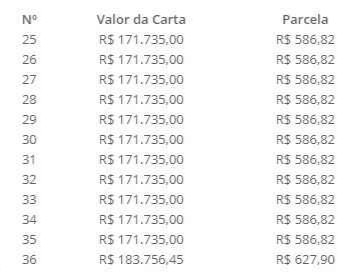 Nº Valor da Carta Parcela
25 R$ 171.735,00 R$ 586,82
26 R$ 171.735,00 R$ 586,82
27 R$ 171.735,00 R$ 586,82
28 R$ 171.735,00 R$ 586,82
29 R$ 171.735,00 R$ 586,82
30 R$ 171.735,00 R$ 586,82
31 R$ 171.735,00 R$ 586,82
32 R$ 171.735,00 R$ 586,82
33 R$ 171.735,00 R$ 586,82
34 R$ 171.735,00 R$ 586,82
35 R$ 171.735,00 R$ 586,82
36 R$ 183.756,45 R$ 627,90